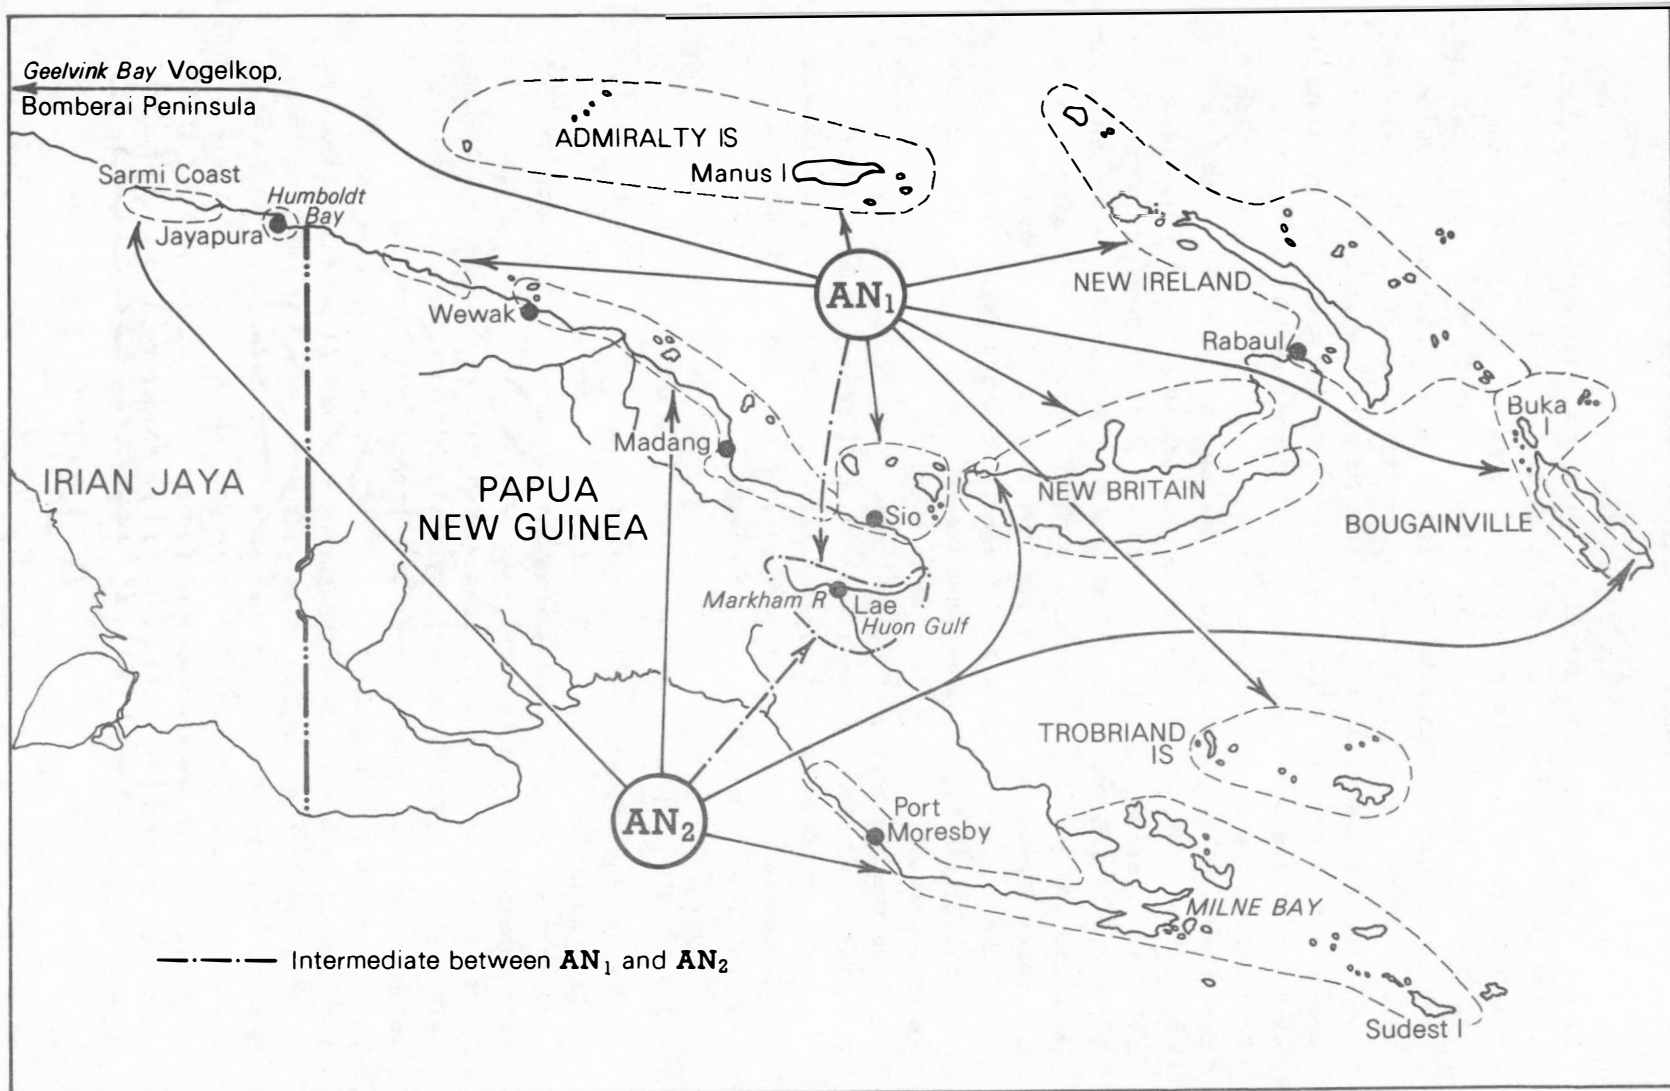 Geelvink Bay Vogelkop,
Bomberai Peninsula
ADMIRALTY IS
Manus I
Sarmi Coast
Humboldt
Bay
Jayapura
AN₁
NEW IRELAND
Wewak
Rabaul
Buka
I
Madang
IRIAN JAYA
PAPUA
NEW GUINEA
NEW BRITAIN
Sio
BOUGAINVILLE
Markham R
Lae
Huon Gulf
TROBRIAND
IS
AN₂
Port
Moresby
MILNE BAY
Intermediate between AN₁ and AN₂
Sudest I